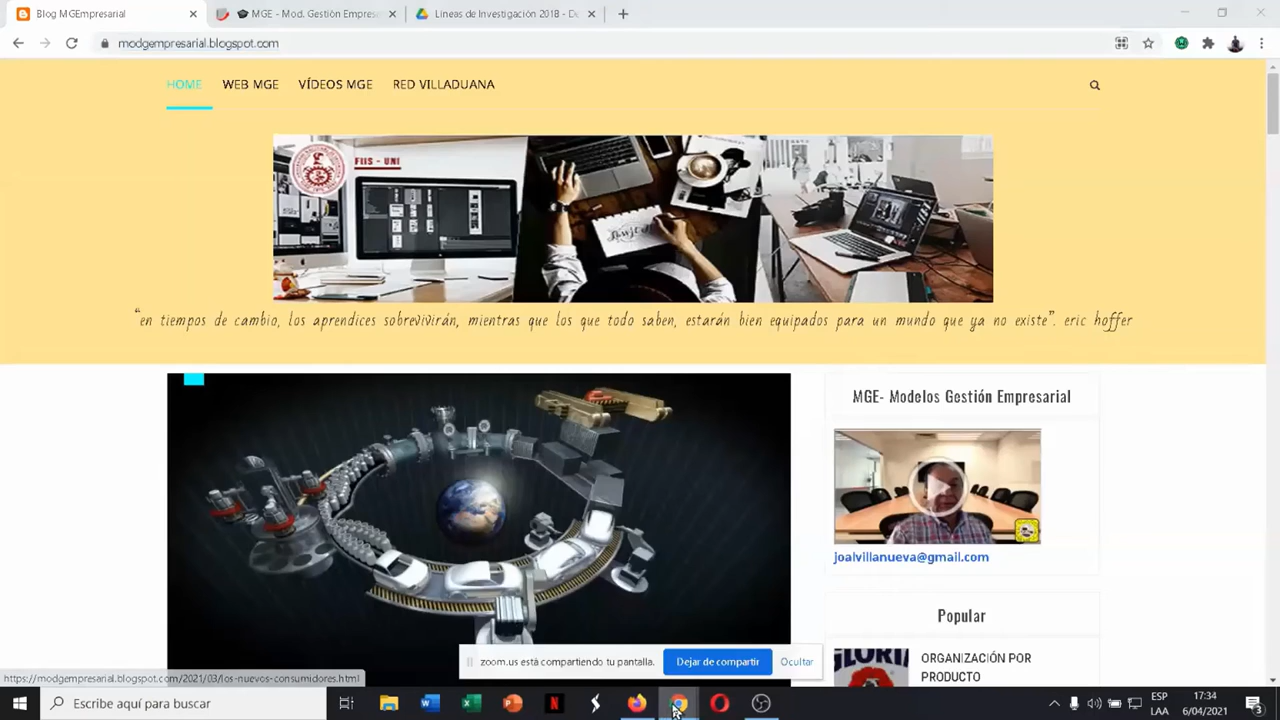 Blog MGEmpresarial
MGE - Mod. Gestión Empres
Líneas de Investigación 2018 - De
modgempresarial.blogspot.com
HOME WEB MGE VÍDEOS MGE RED VILLADUANA
FIIS - UNI
“en tiempos de cambio, los aprendices sobrevivirán, mientras que los que todo saben, estarán bien equipados para un mundo que ya no existe”. eric hoffer
MGE- Modelos Gestión Empresarial
joalvillanueva@gmail.com
Popular
GLORIA
ORGANIZACIÓN POR
PRODUCTO
zoom.us está compartiendo tu pantalla. Dejar de compartir Ocultar
https://modgempresarial.blogspot.com/2021/03/los-nuevos-consumidores.html
Escribe aquí para buscar
ESP
LAA
17:34
6/04/2021
3